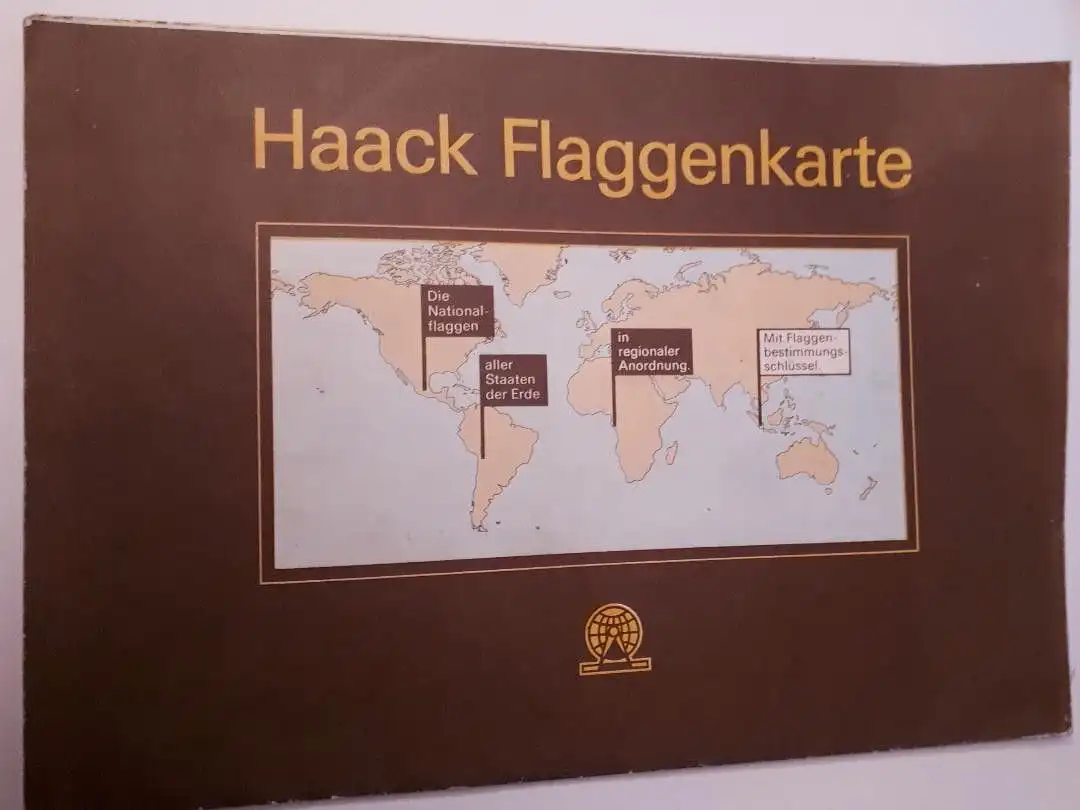 Haack Flaggenkarte
Die
National-
flaggen
aller
Staaten
der Erde
in
regionaler
Anordnung.
Mit Flaggen-
bestimmungs-
schlüssel.